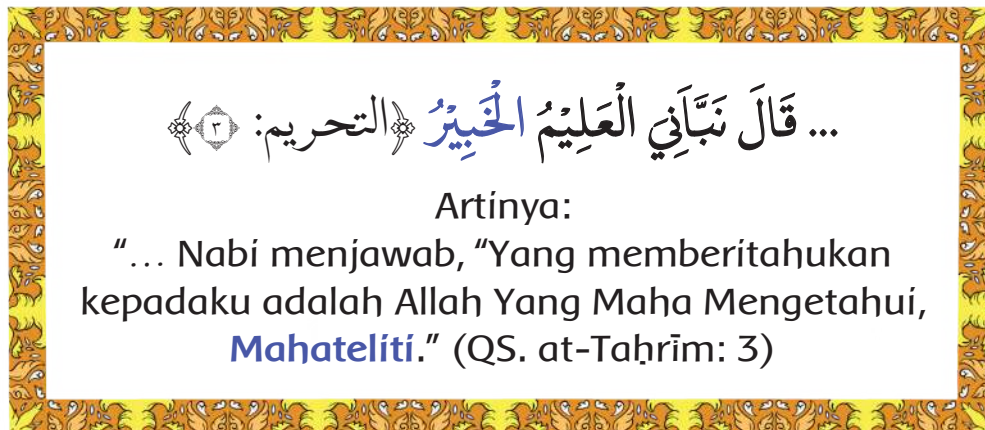 ... قَالَ نَبَّاَنِيَ الْعَلِيْمُ الْخَبِيْرُ ﴿التحريم: ٣﴾
Artinya:
“... Nabi menjawab, “Yang memberitahukan
kepadaku adalah Allah Yang Maha Mengetahui,
Mahateliti.” (QS. at-Taḥrīm: 3)